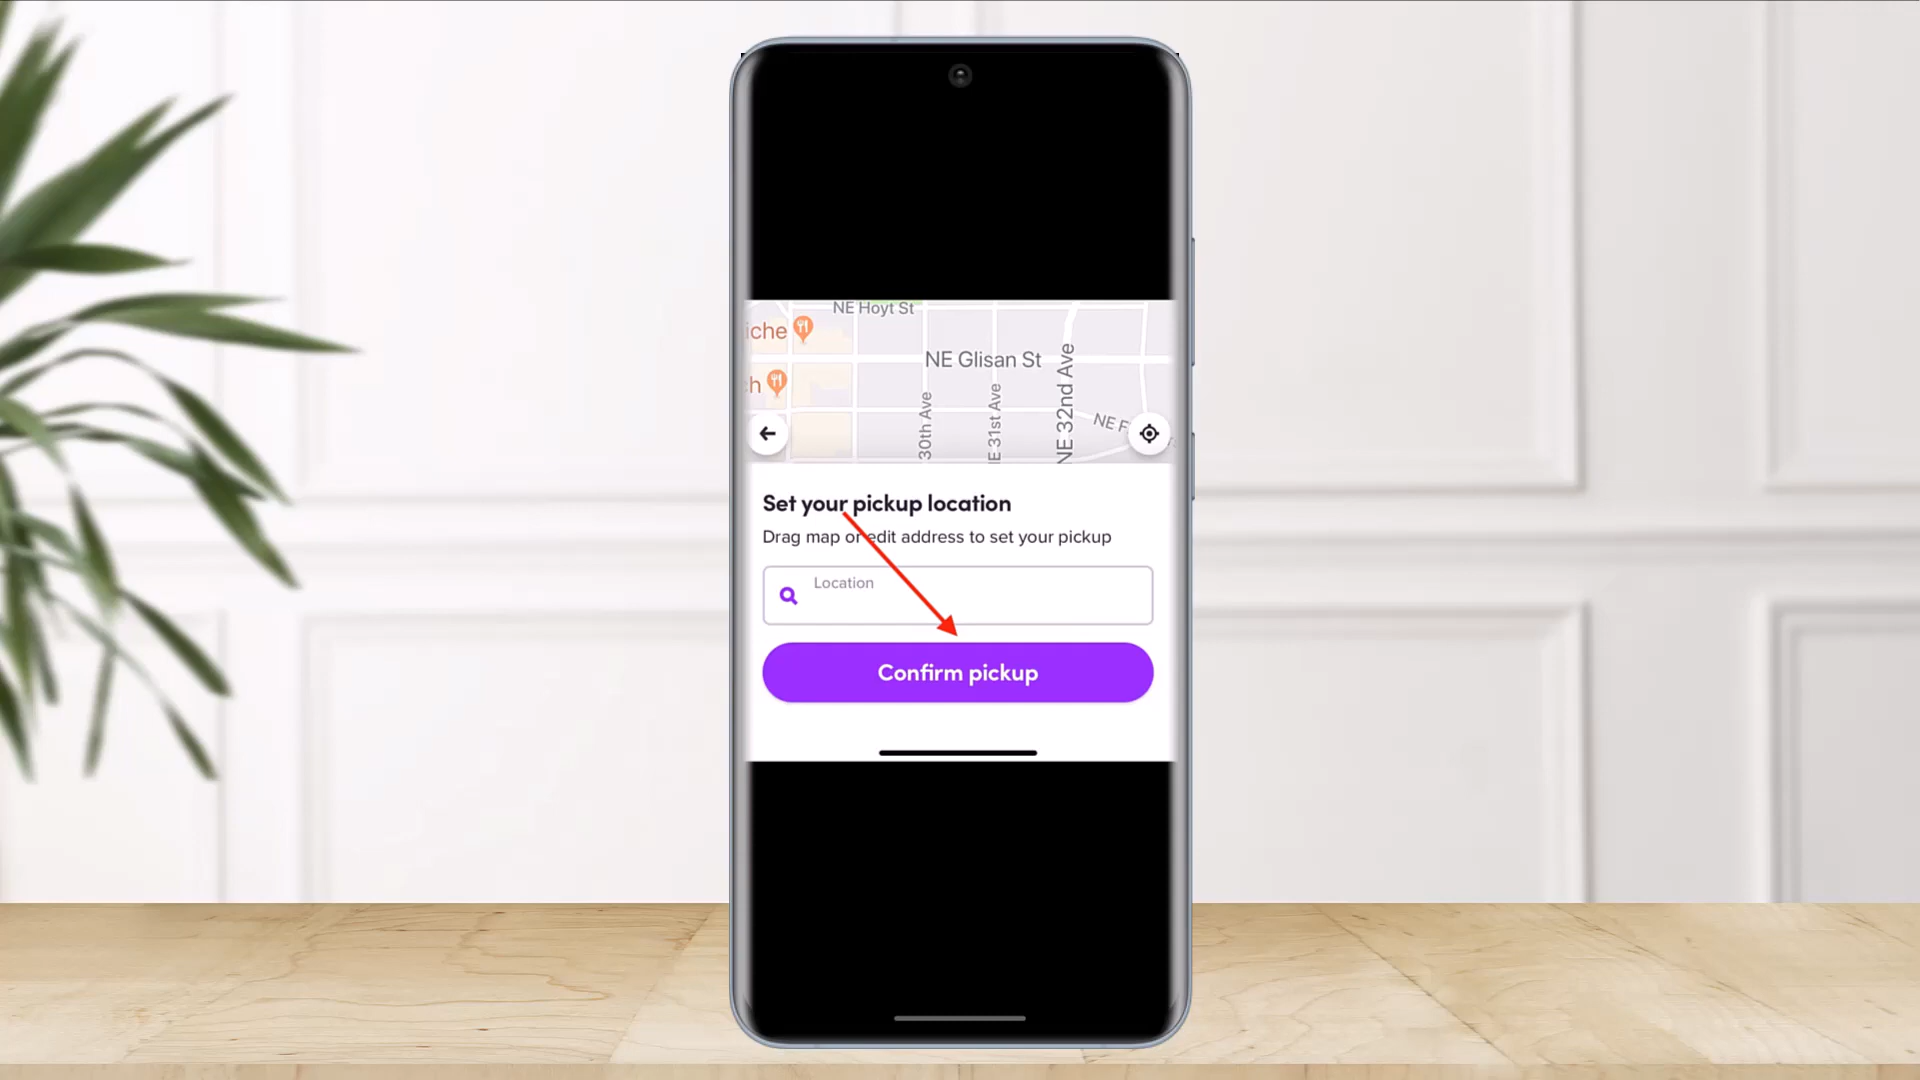 NE Hoyt St
iche
NE Glisan St
h
30th Ave
NE 31st Ave
NE 32nd Ave
NE F
Set your pickup location
Drag map or edit address to set your pickup
Location
Confirm pickup